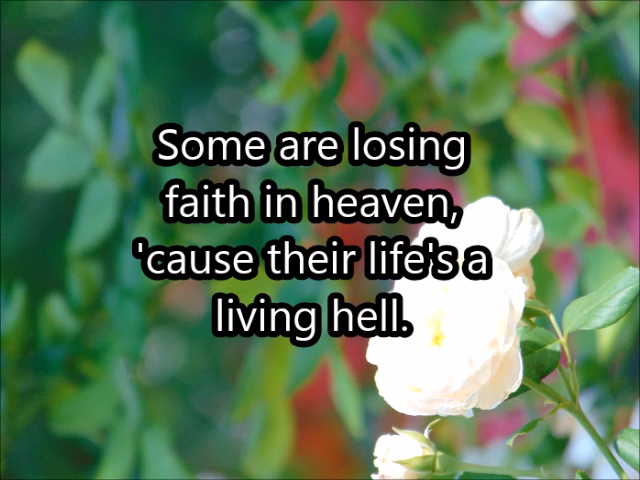 Some are losing
faith in heaven,
'cause their life's a
living hell.